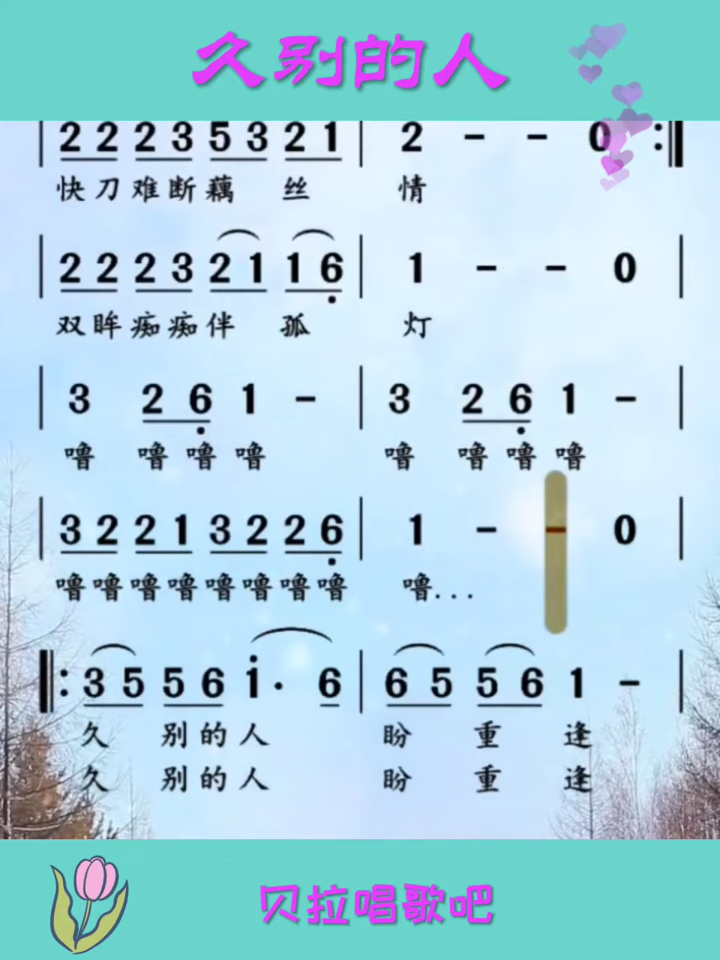 久别的人
2 2 2 3 5 3 2 1 | 2 - - 0 :‖
快刀难断藕 丝 情
| 2 2 2 3 2 1 1 6̣ | 1 - - 0 |
双眸痴痴伴 孤 灯
| 3 2 6̣ 1 - | 3 2 6̣ 1 - |
噜 噜 噜 噜 噜 噜 噜 噜
| 3 2 2 1 3 2 2 6̣ | 1 - - 0 |
噜噜噜噜噜噜噜噜 噜...
‖: 3 5 5 6 1̇· 6 | 6 5 5 6 1 - |
久 别的人 盼 重 逢
久 别的人 盼 重 逢
贝拉唱歌吧